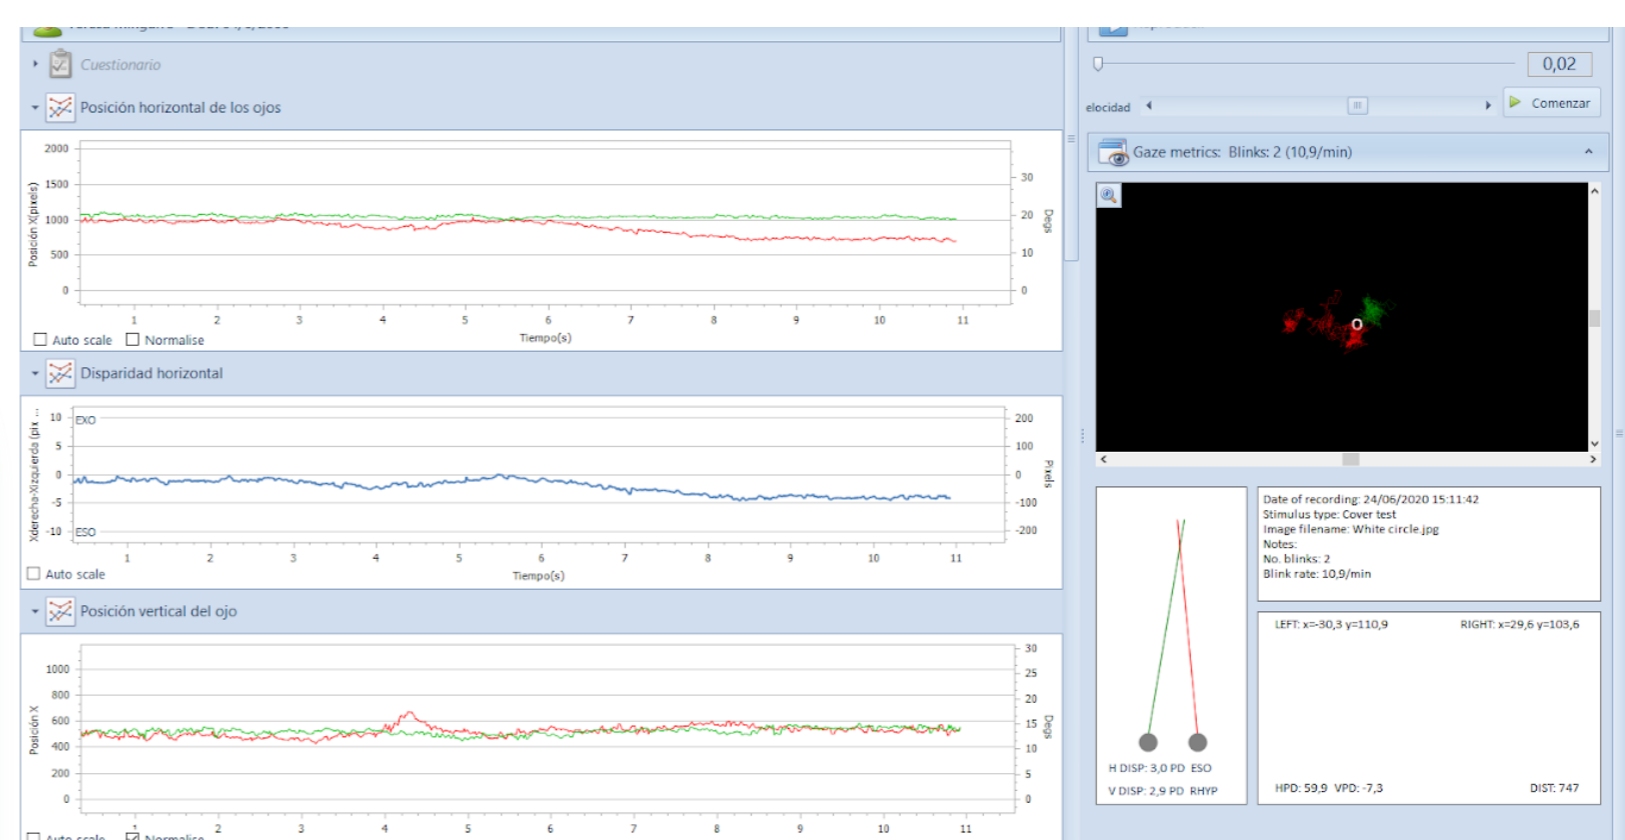 Cuestionario
Posición horizontal de los ojos
2000
1500
1000
500
0
Posición X(pixels)
30
20
10
0
Degs
1 2 3 4 5 6 7 8 9 10 11
Tiempo(s)
Auto scale Normalise
Disparidad horizontal
10
5
0
-5
-10
EXO
ESO
Xderecha-Xizquierda (pix ...
200
100
0
-100
-200
Pixels
1 2 3 4 5 6 7 8 9 10 11
Tiempo(s)
Auto scale
Posición vertical del ojo
1000
800
600
400
200
0
Posición X
30
25
20
15
10
5
0
Degs
1 2 3 4 5 6 7 8 9 10 11
Auto scale Normalise
0,02
elocidad
Comenzar
Gaze metrics: Blinks: 2 (10,9/min)
Date of recording: 24/06/2020 15:11:42
Stimulus type: Cover test
Image filename: White circle.jpg
Notes:
No. blinks: 2
Blink rate: 10,9/min
H DISP: 3,0 PD ESO
V DISP: 2,9 PD RHYP
LEFT: x=-30,3 y=110,9 RIGHT: x=29,6 y=103,6
HPD: 59,9 VPD: -7,3 DIST: 747